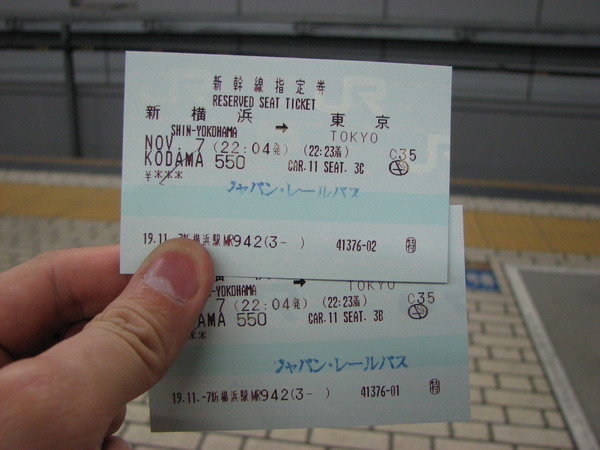 新幹線指定券
RESERVED SEAT TICKET
新横浜 → 東京
SHIN-YOKOHAMA TOKYO
NOV. 7 (22:04発) (22:23着) C35
KODAMA 550 CAR.11 SEAT. 3C
¥***
ジャパン・レールパス
19.11.-7新横浜駅MR942(3- ) 41376-02
-YOKOHAMA → TOKYO
7 (22:04発) (22:23着) C35
AMA 550 CAR.11 SEAT. 3B
***
ジャパン・レールパス
19.11.-7新横浜駅MR942(3- ) 41376-01